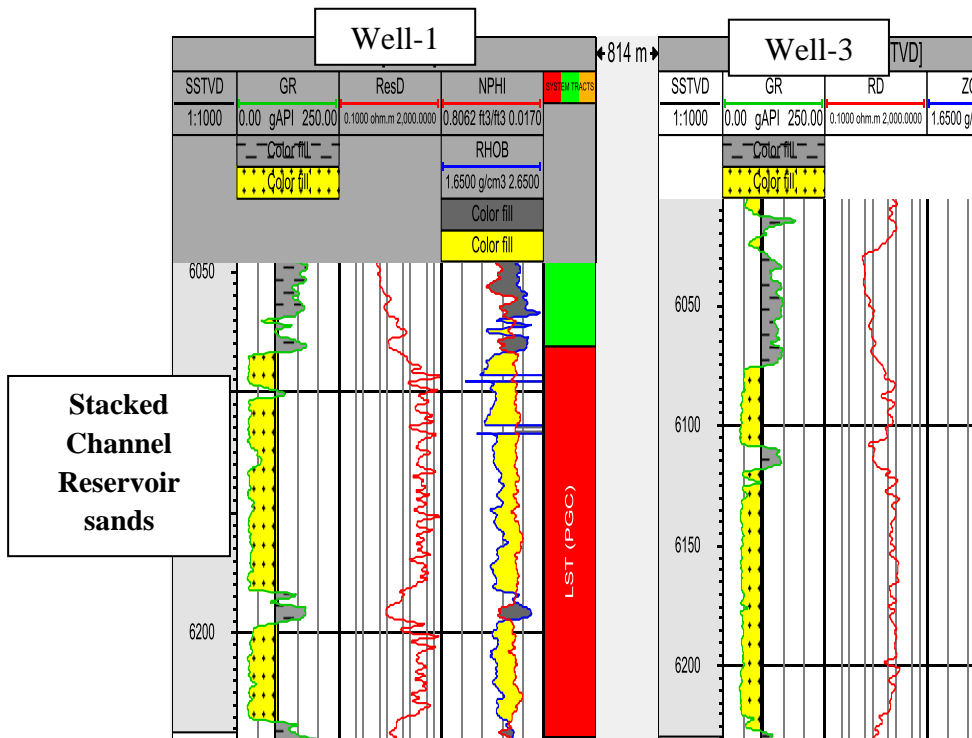 Well-1
814 m
Well-3
TVD]
SSTVD
GR
ResD
NPHI
SYSTEM TRACTS
SSTVD
GR
RD
1:1000
0.00 gAPI 250.00
0.1000 ohm.m 2,000.0000
0.8062 ft3/ft3 0.0170
1:1000
0.00 gAPI 250.00
0.1000 ohm.m 2,000.0000
1.6500 g/
Color fill
RHOB
Color fill
Color fill
1.6500 g/cm3 2.6500
Color fill
Color fill
Color fill
6050
6050
Stacked
Channel
Reservoir
sands
6100
6150
LST (PGC)
6200
6200